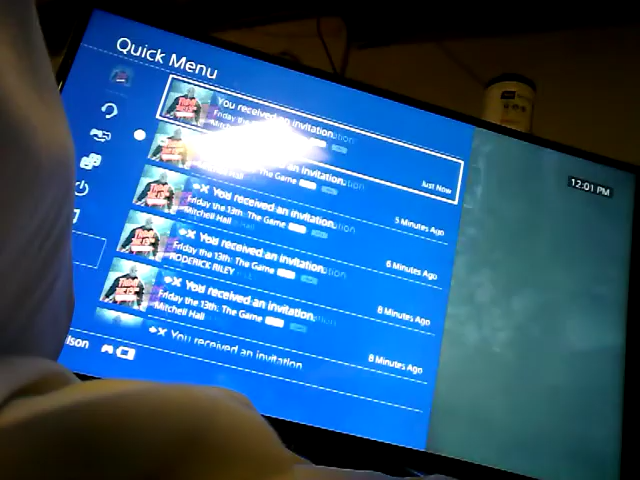 Quick Menu
12:01 PM
You received an invitation.
Friday the
Just Now
an invitation.
The Game
5 Minutes Ago
You received an invitation.
Friday the 13th: The Game
Mitchell Hall
6 Minutes Ago
You received an invitation.
Friday the 13th: The Game
RODERICK RILEY
8 Minutes Ago
You received an invitation.
Friday the 13th: The Game
Mitchell Hall
8 Minutes Ago
You received an invitation.